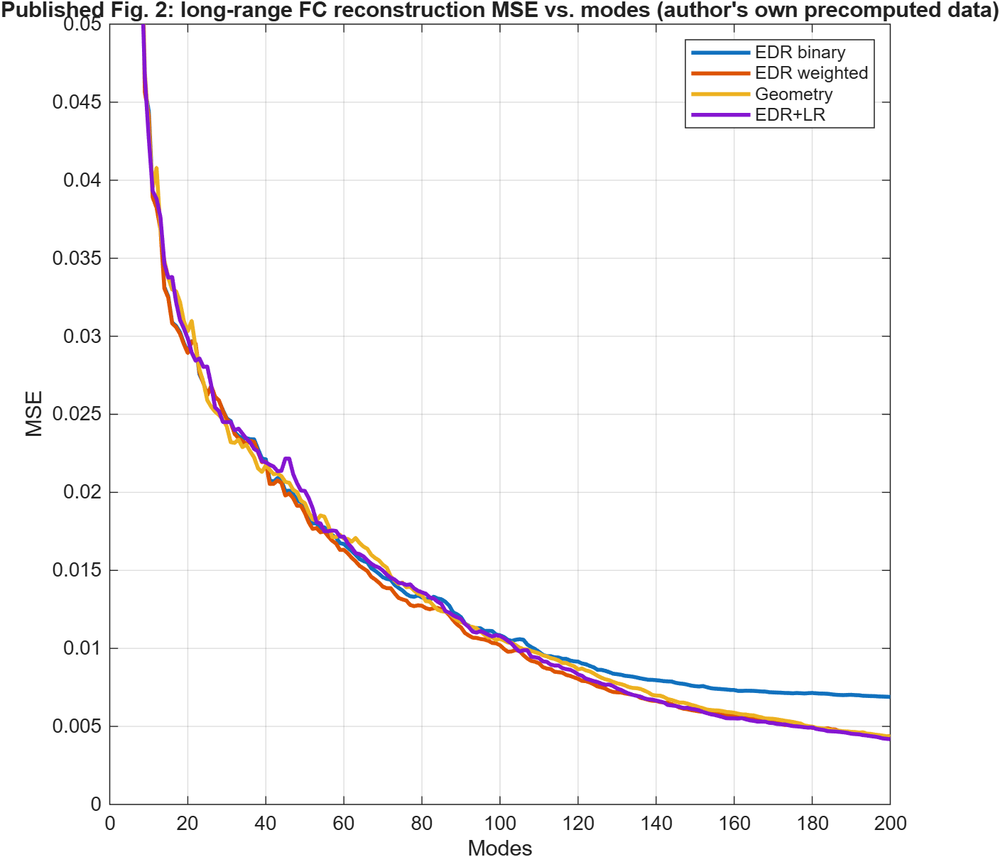 Published Fig. 2: long-range FC reconstruction MSE vs. modes (author's own precomputed data)
EDR binary
EDR weighted
Geometry
EDR+LR
0.05
0.045
0.04
0.035
0.03
0.025
0.02
0.015
0.01
0.005
0
MSE
0 20 40 60 80 100 120 140 160 180 200
Modes